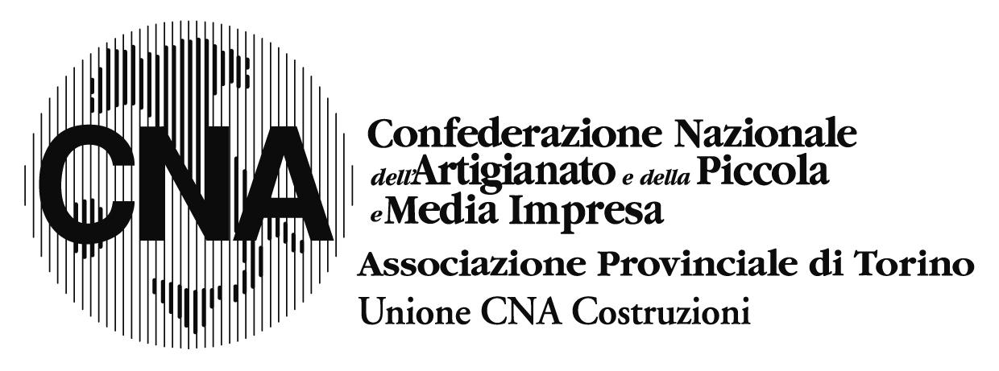 CNA
Confederazione Nazionale
dell'Artigianato e della Piccola
e Media Impresa
Associazione Provinciale di Torino
Unione CNA Costruzioni